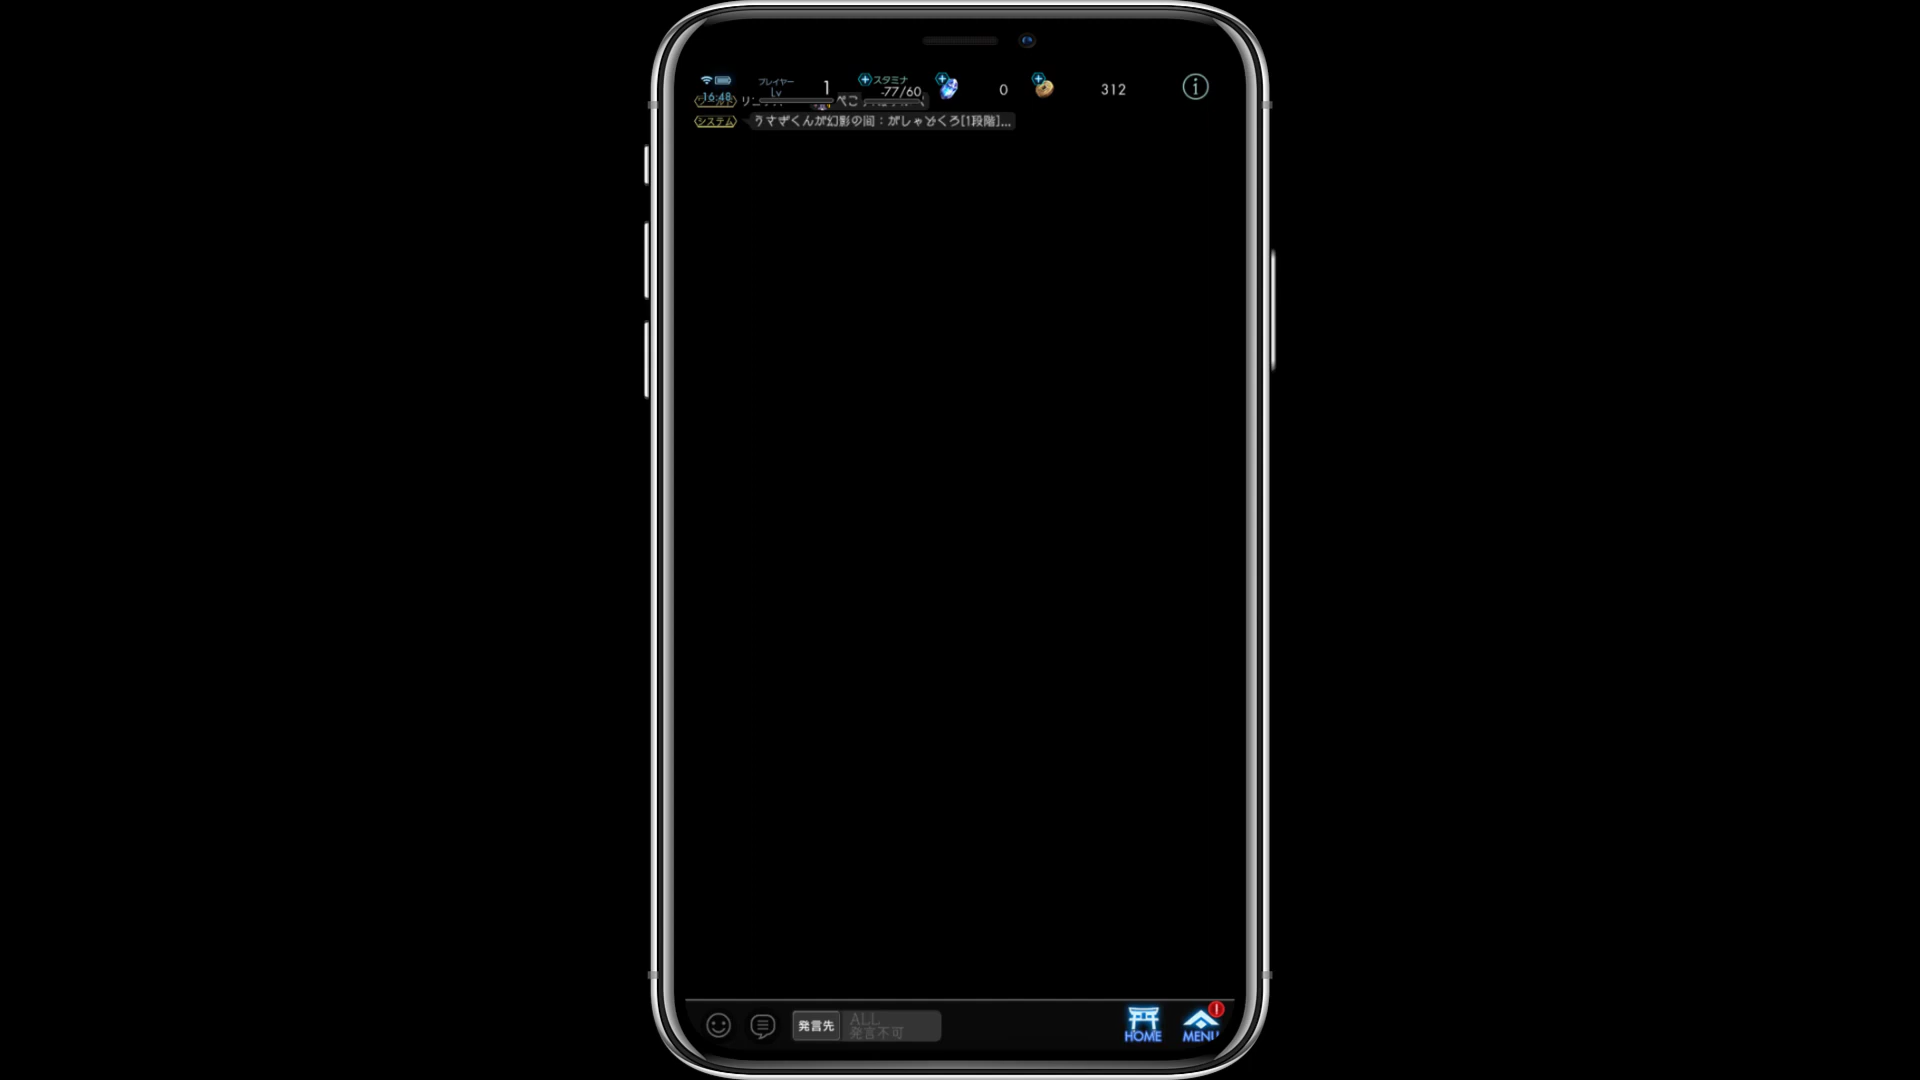 プレイヤー
Lv 1
スタミナ
-77/60
0
312
16:48
システム うさぎくんが幻影の間：がしゃどくろ[1段階]...
発言先
ALL
発言不可
HOME
MENU